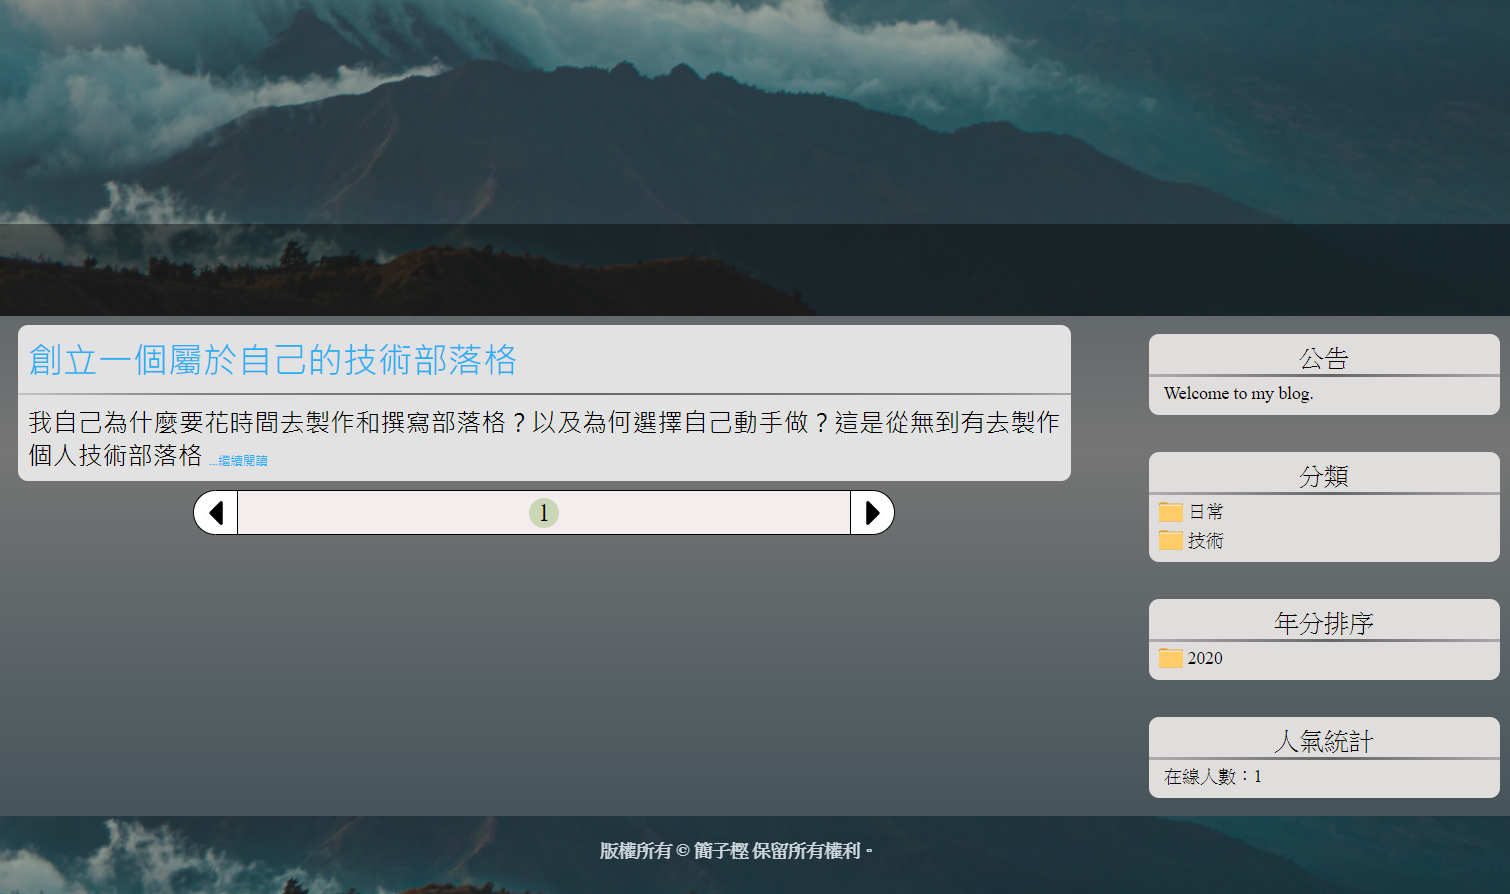 創立一個屬於自己的技術部落格
我自己為什麼要花時間去製作和撰寫部落格？以及為何選擇自己動手做？這是從無到有去製作
個人技術部落格 ...繼續閱讀
1
公告
Welcome to my blog.
分類
日常
技術
年分排序
2020
人氣統計
在線人數：1
版權所有 © 簡子樫 保留所有權利。